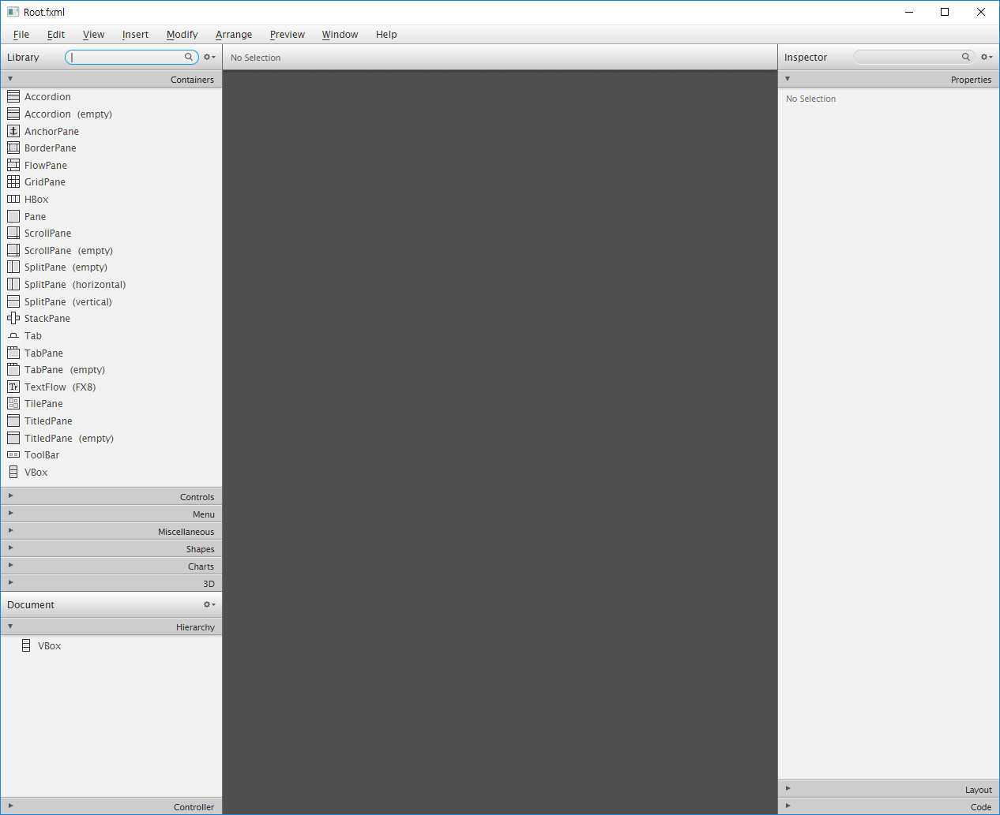 Root.fxml
File Edit View Insert Modify Arrange Preview Window Help
Library
No Selection
Inspector
Containers
Properties
Accordion
No Selection
Accordion (empty)
AnchorPane
BorderPane
FlowPane
GridPane
HBox
Pane
ScrollPane
ScrollPane (empty)
SplitPane (empty)
SplitPane (horizontal)
SplitPane (vertical)
StackPane
Tab
TabPane
TabPane (empty)
TextFlow (FX8)
TilePane
TitledPane
TitledPane (empty)
ToolBar
VBox
Controls
Menu
Miscellaneous
Shapes
Charts
3D
Document
Hierarchy
VBox
Controller
Layout
Code